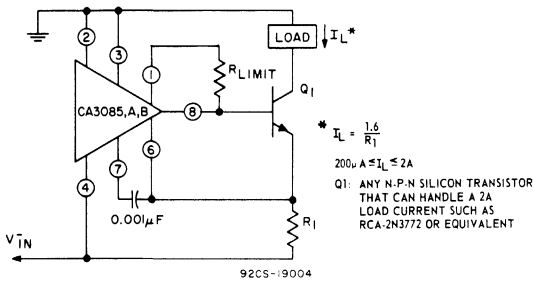 2
3
1
LOAD
I_L*
R_LIMIT
Q1
CA3085,A,B
8
* I_L = 1.6/R1
200μA ≤ I_L ≤ 2A
7
6
4
0.001μF
Q1: ANY N-P-N SILICON TRANSISTOR
THAT CAN HANDLE A 2A
LOAD CURRENT SUCH AS
RCA-2N3772 OR EQUIVALENT
R1
V⁻IN
92CS-19004